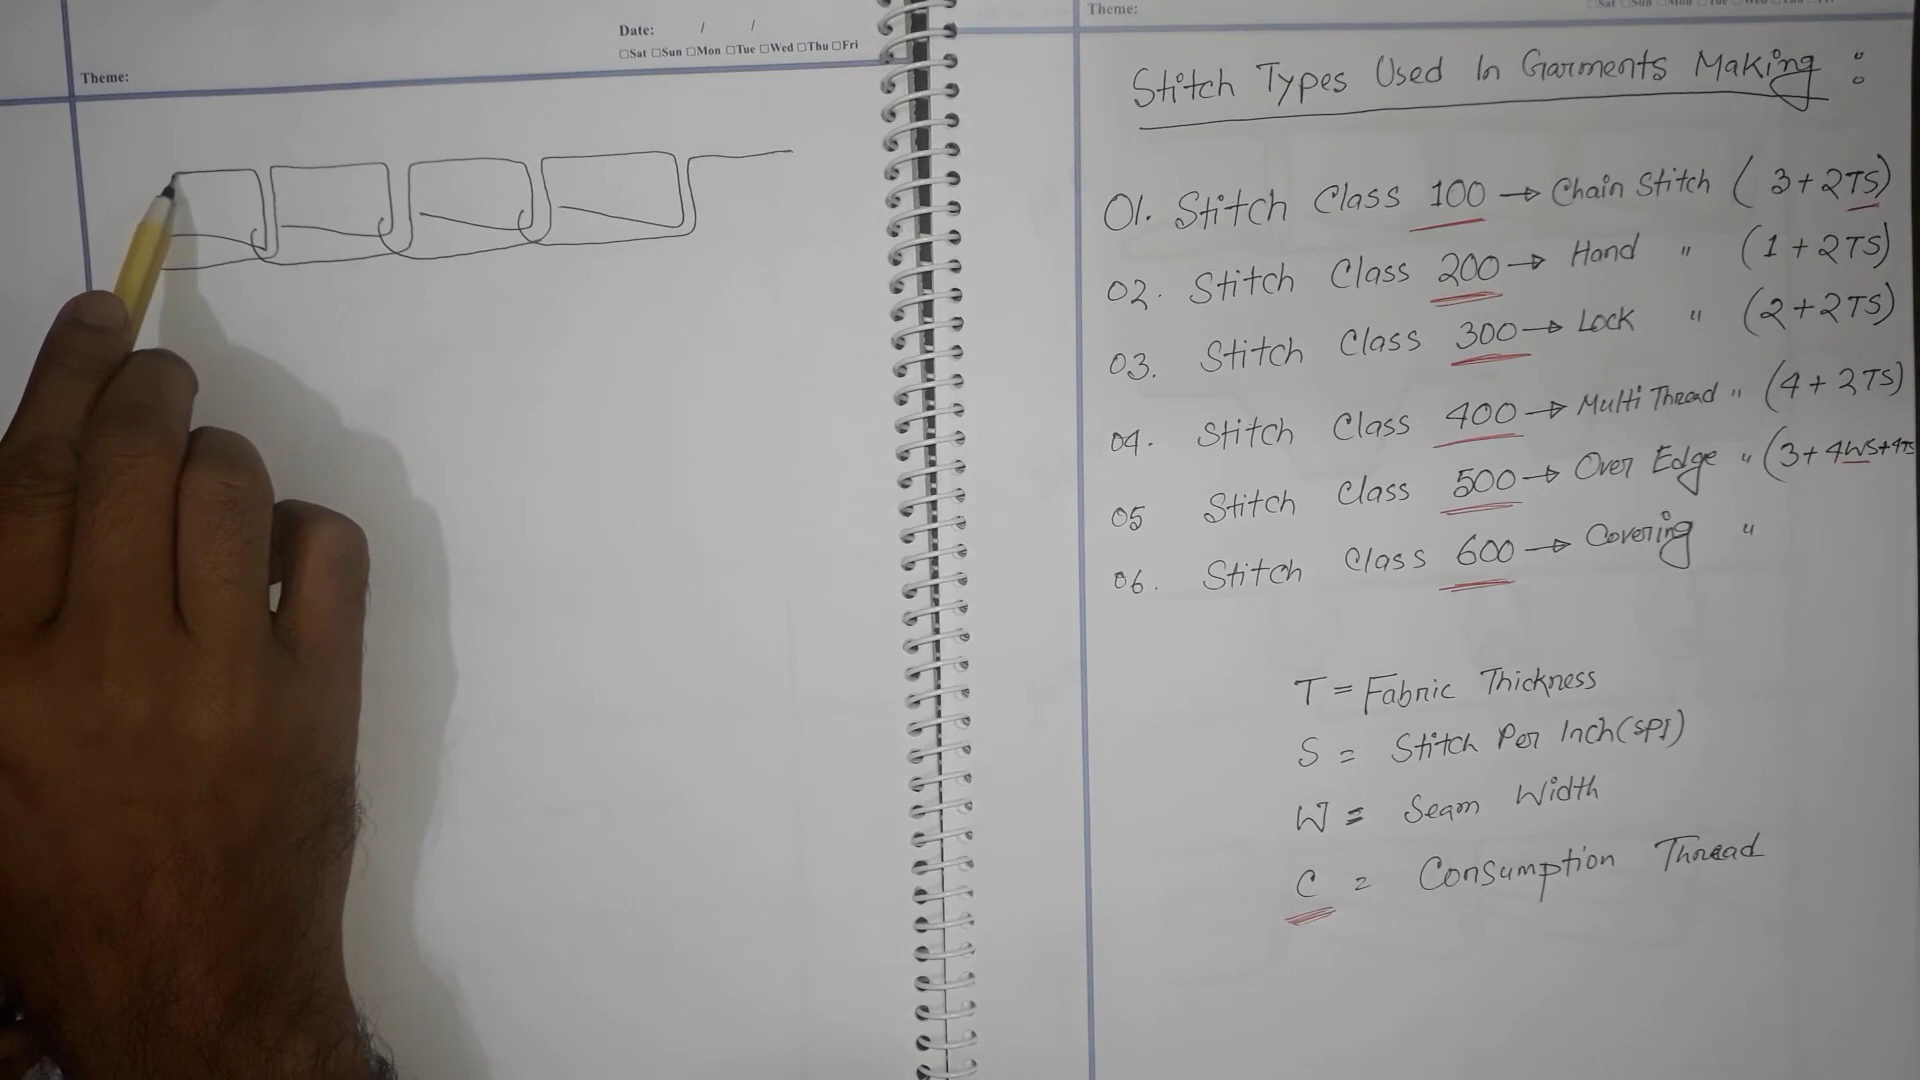 Date: / /
☐Sat ☐Sun ☐Mon ☐Tue ☐Wed ☐Thu ☐Fri
Theme:
Theme:
Stitch Types Used In Garments Making :
01. Stitch Class 100 → Chain Stitch (3+2TS)
02. Stitch Class 200 → Hand " (1+2TS)
03. Stitch Class 300 → Lock " (2+2TS)
04. Stitch Class 400 → Multi Thread " (4+2TS)
05 Stitch Class 500 → Over Edge " (3+4WS+4TS
06. Stitch Class 600 → Covering "
T = Fabric Thickness
S = Stitch Per Inch (SPI)
W = Seam Width
C = Consumption Thread